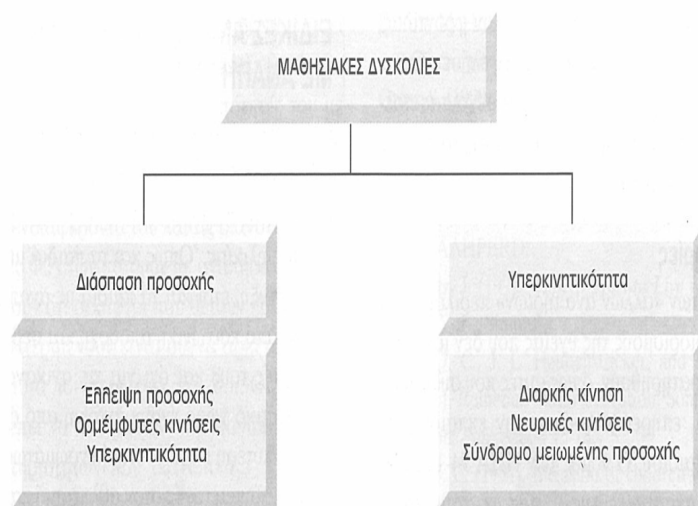 ΜΑΘΗΣΙΑΚΕΣ ΔΥΣΚΟΛΙΕΣ
Διάσπαση προσοχής
Υπερκινητικότητα
Έλλειψη προσοχής
Ορμέμφυτες κινήσεις
Υπερκινητικότητα
Διαρκής κίνηση
Νευρικές κινήσεις
Σύνδρομο μειωμένης προσοχής